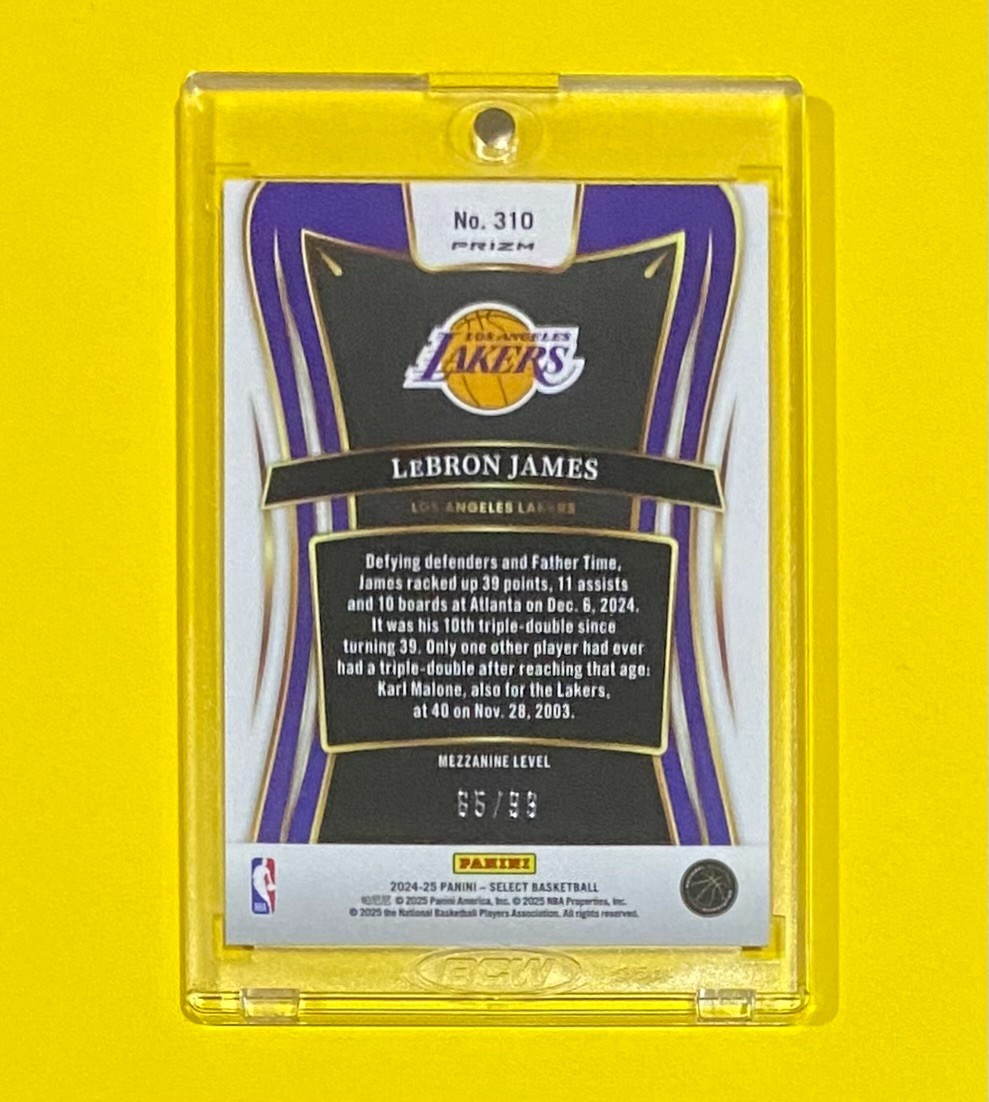 No. 310
PRIZM
LOS ANGELES
LAKERS
LEBRON JAMES
LOS ANGELES LAKERS
Defying defenders and Father Time,
James racked up 39 points, 11 assists
and 10 boards at Atlanta on Dec. 6, 2024.
It was his 10th triple-double since
turning 39. Only one other player had ever
had a triple-double after reaching that age:
Karl Malone, also for the Lakers,
at 40 on Nov. 28, 2003.
MEZZANINE LEVEL
PANINI
2024-25 PANINI – SELECT BASKETBALL
帕尼尼 © 2025 Panini America, Inc. © 2025 NBA Properties, Inc.
© 2025 the National Basketball Players Association. All rights reserved.
NBA
BCW